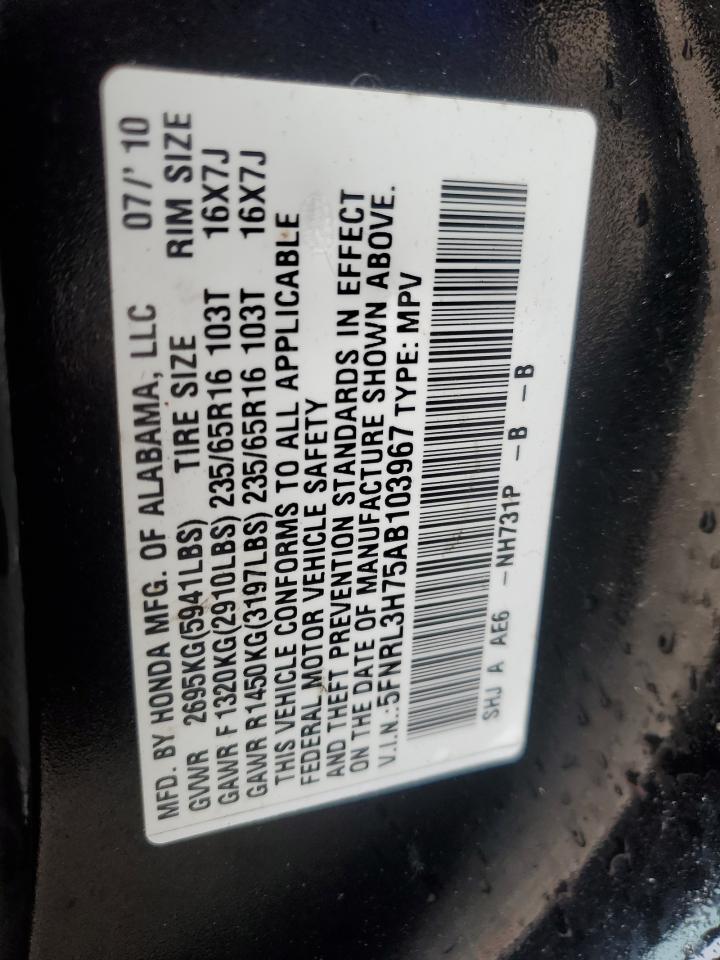 MFD. BY HONDA MFG. OF ALABAMA, LLC 07/' 10
GVWR 2695KG(5941LBS) TIRE SIZE RIM SIZE
GAWR F 1320KG(2910LBS) 235/65R16 103T 16X7J
GAWR R1450KG(3197LBS) 235/65R16 103T 16X7J
THIS VEHICLE CONFORMS TO ALL APPLICABLE
FEDERAL MOTOR VEHICLE SAFETY
AND THEFT PREVENTION STANDARDS IN EFFECT
ON THE DATE OF MANUFACTURE SHOWN ABOVE.
V.I.N.:5FNRL3H75AB103967 TYPE: MPV
SHJ A AE6 -NH731P -B -B